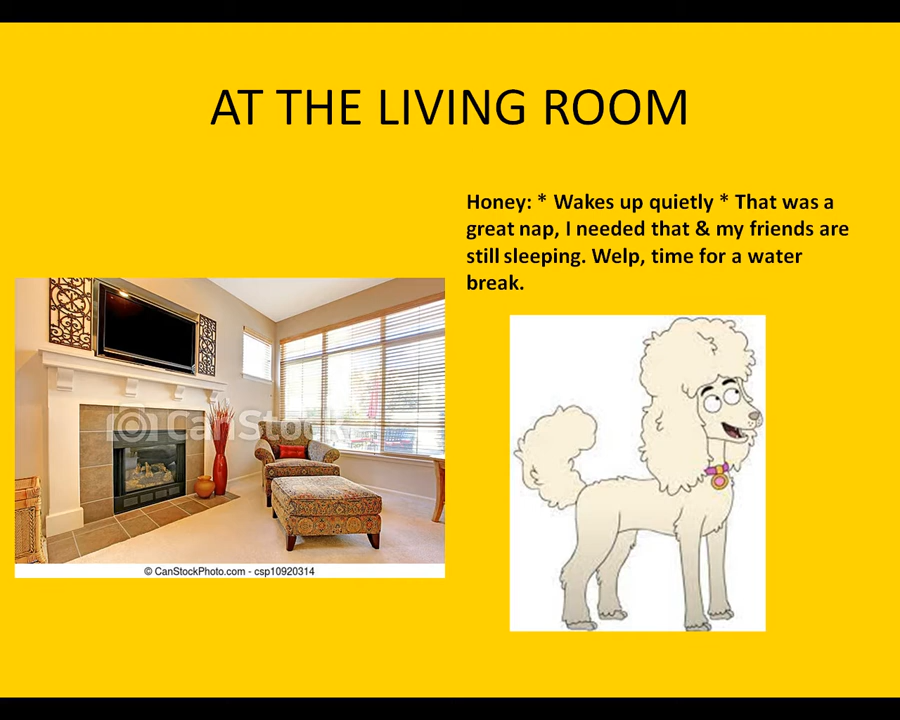 AT THE LIVING ROOM
Honey: * Wakes up quietly * That was a
great nap, I needed that & my friends are
still sleeping. Welp, time for a water
break.
CanStock
© CanStockPhoto.com - csp10920314